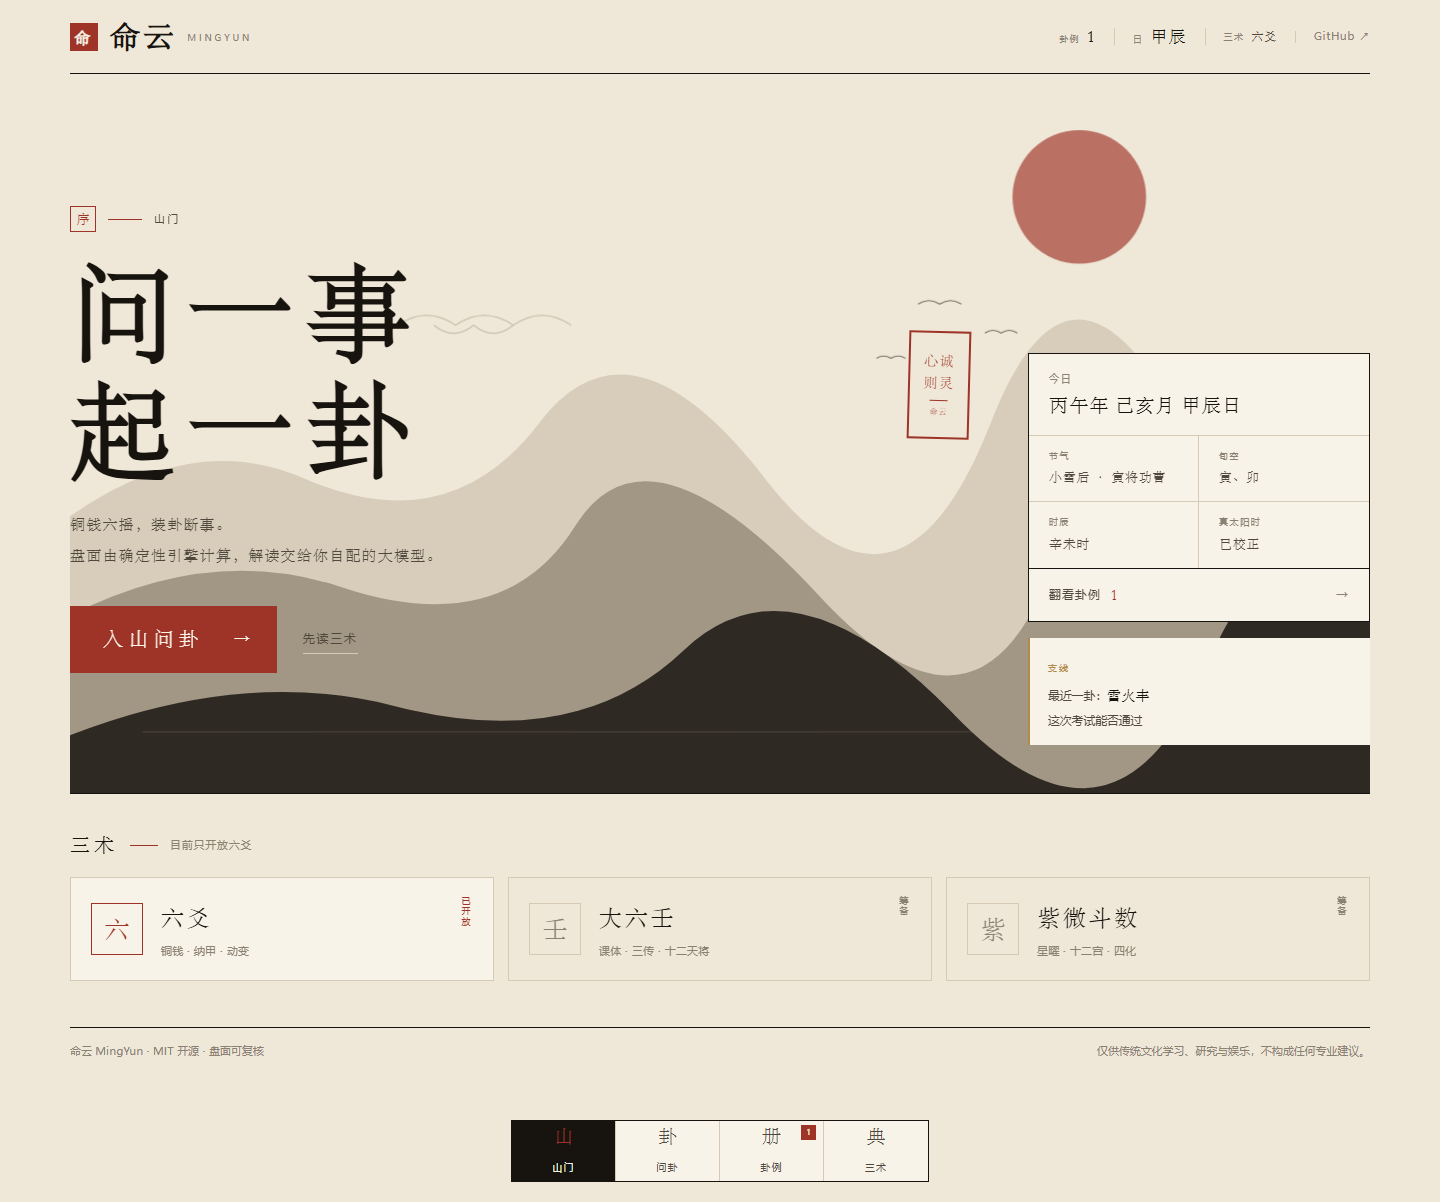 命 命云 MINGYUN
卦例 1 日 甲辰 三术 六爻 GitHub ↗
序 山门
问一事
起一卦
铜钱六播，装卦断事。
盘面由确定性引擎计算，解读交给你自配的大模型。
入山问卦 →
先读三术
心诚
则灵
命云
今日
丙午年 己亥月 甲辰日
节气
小雪后 · 寅将功曹
旬空
寅、卯
时辰
辛未时
真太阳时
已校正
翻看卦例 1 →
支线
最近一卦：雷火丰
这次考试能否通过
三术 目前只开放六爻
六
六爻
铜钱 · 纳甲 · 动变
已开放
壬
大六壬
课体 · 三传 · 十二天将
筹备
紫
紫微斗数
星曜 · 十二宫 · 四化
筹备
命云 MingYun · MIT 开源 · 盘面可复核
仅供传统文化学习、研究与娱乐，不构成任何专业建议。
山
山门
卦
问卦
册 1
卦例
典
三术